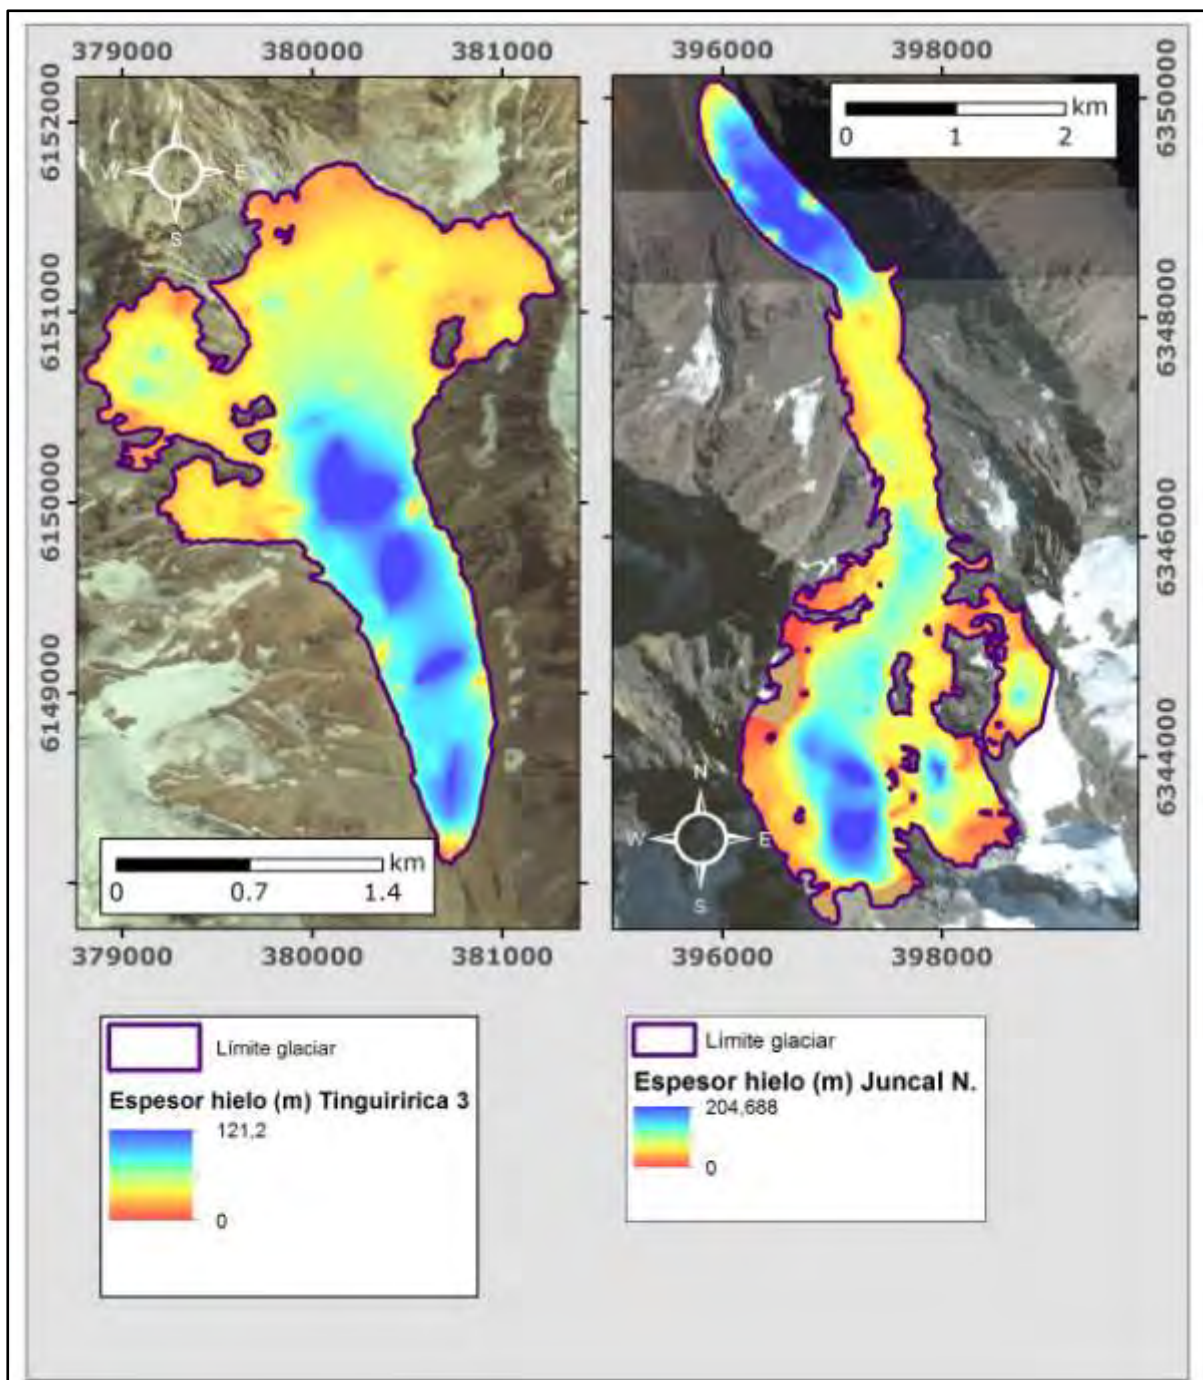 379000 380000 381000
396000 398000
6152000
6151000
6150000
6149000
6350000
6348000
6346000
6344000
km
0 1 2
W E
S
N
W E
S
km
0 0.7 1.4
379000 380000 381000
396000 398000
Límite glaciar
Espesor hielo (m) Tinguiririca 3
121,2
0
Límite glaciar
Espesor hielo (m) Juncal N.
204,688
0